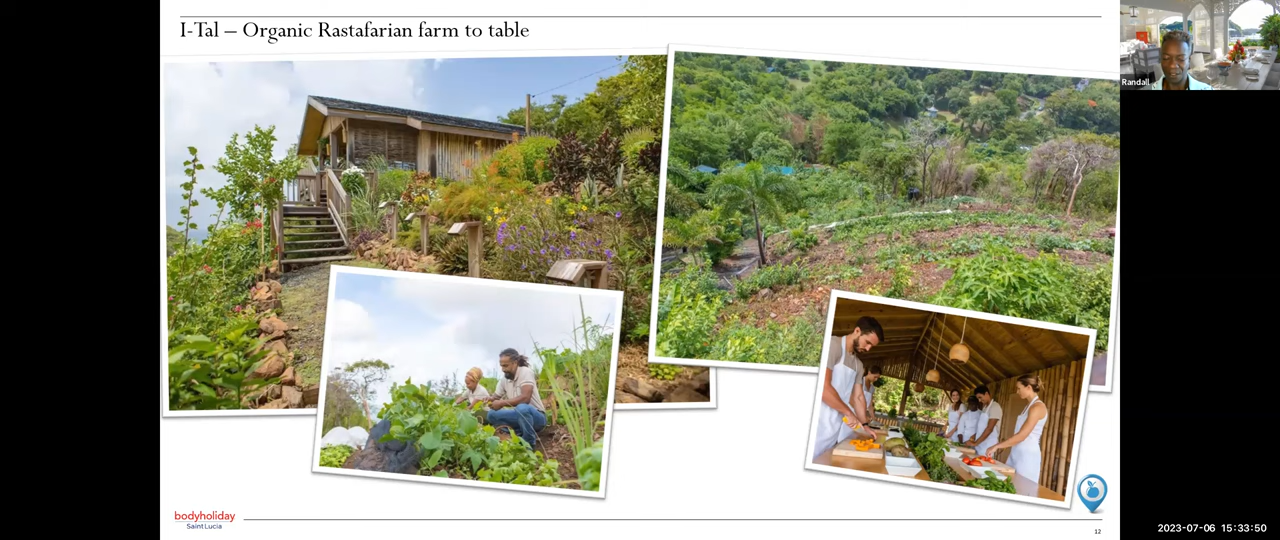 I-Tal – Organic Rastafarian farm to table
Randall
bodyholiday
Saint Lucia
12
2023-07-06 15:33:50